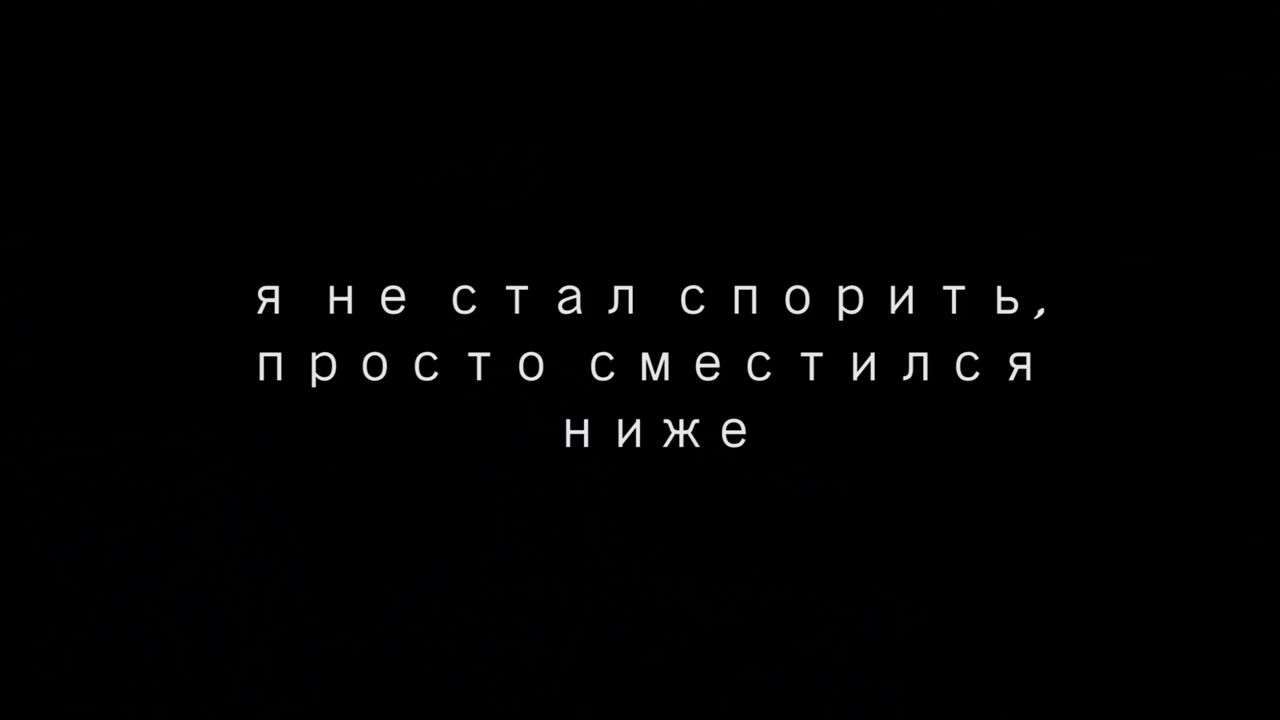 я не стал спорить,
просто сместился
ниже